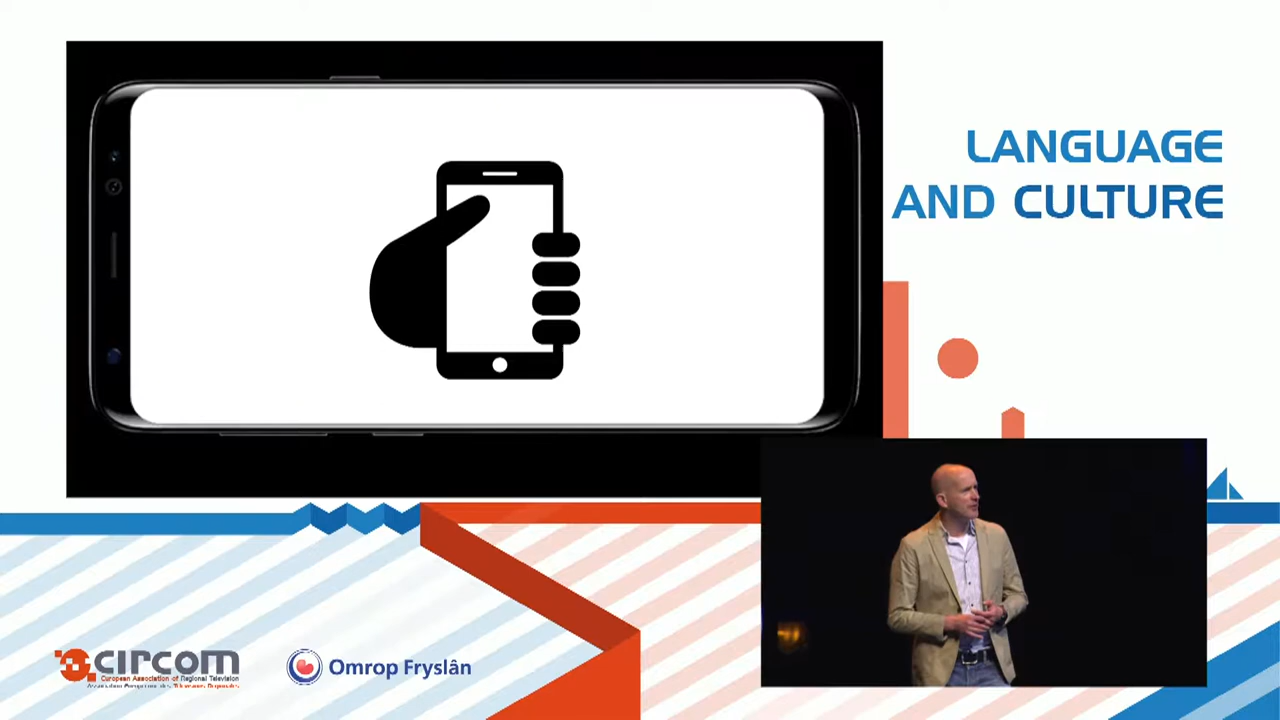 LANGUAGE
AND CULTURE
circom
European Association of Regional Television
Omrop Fryslân